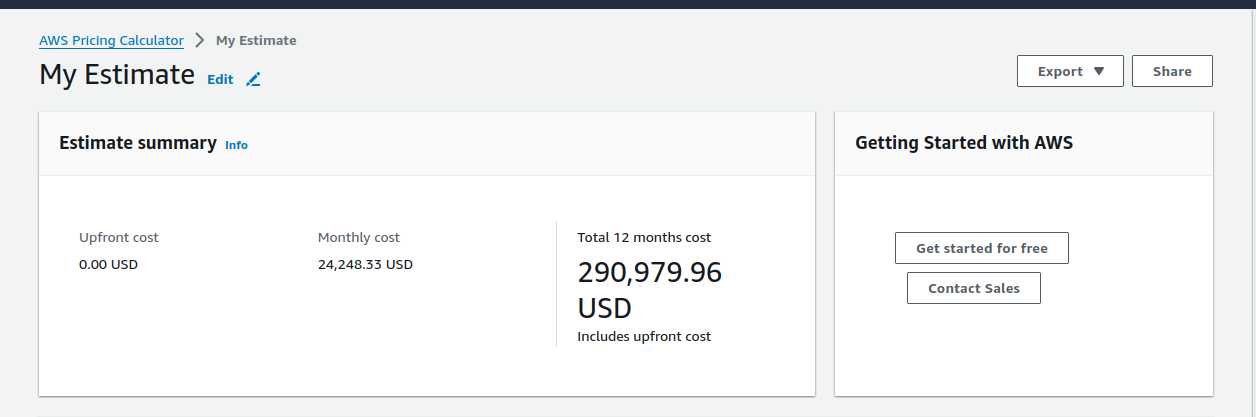 AWS Pricing Calculator > My Estimate
My Estimate Edit
Export ▼ Share
Estimate summary Info
Upfront cost
0.00 USD
Monthly cost
24,248.33 USD
Total 12 months cost
290,979.96
USD
Includes upfront cost
Getting Started with AWS
Get started for free
Contact Sales